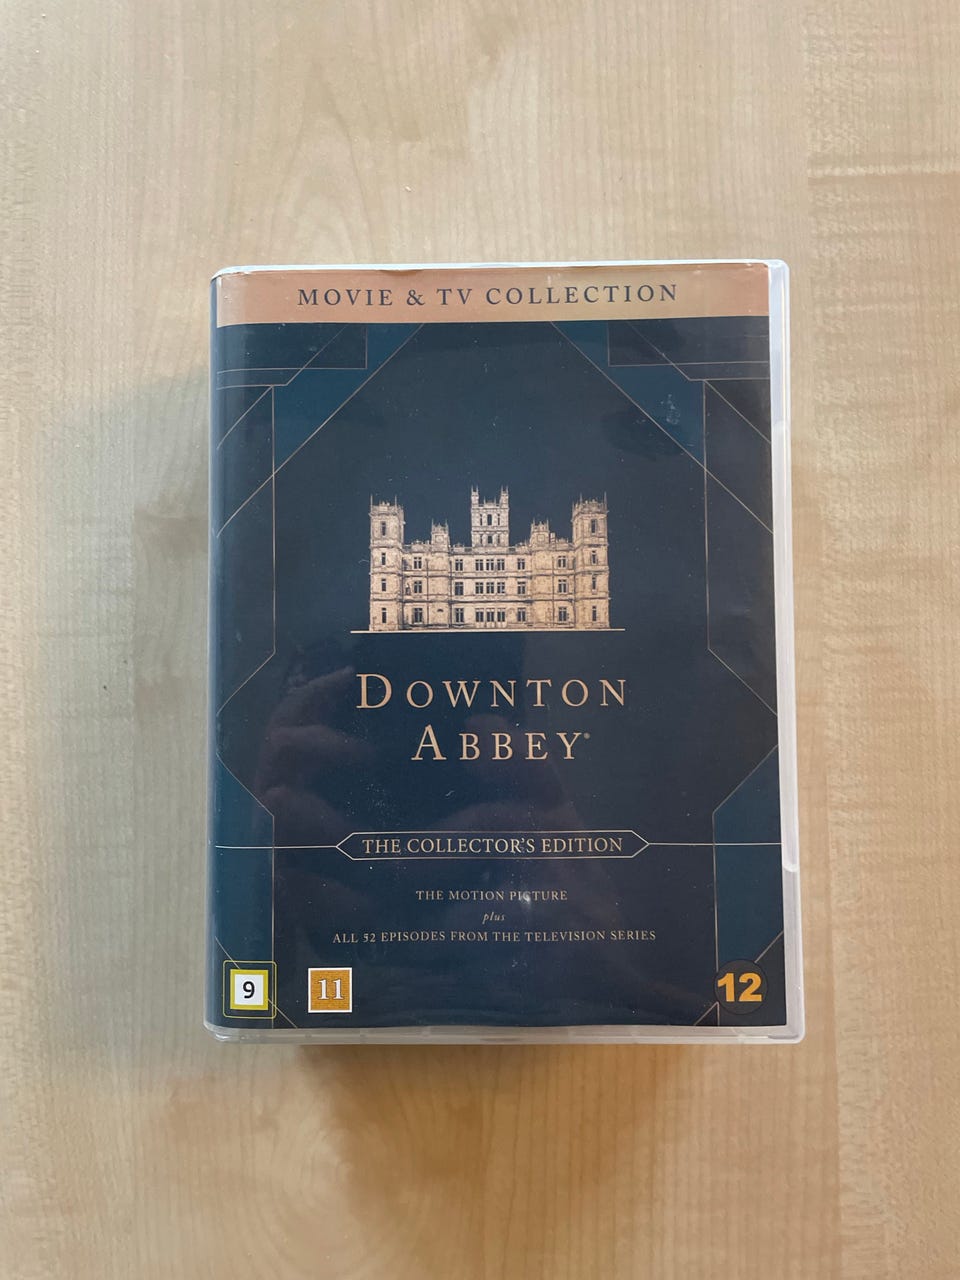 MOVIE & TV COLLECTION
DOWNTON
ABBEY®
THE COLLECTOR'S EDITION
THE MOTION PICTURE
plus
ALL 52 EPISODES FROM THE TELEVISION SERIES
9
11
12